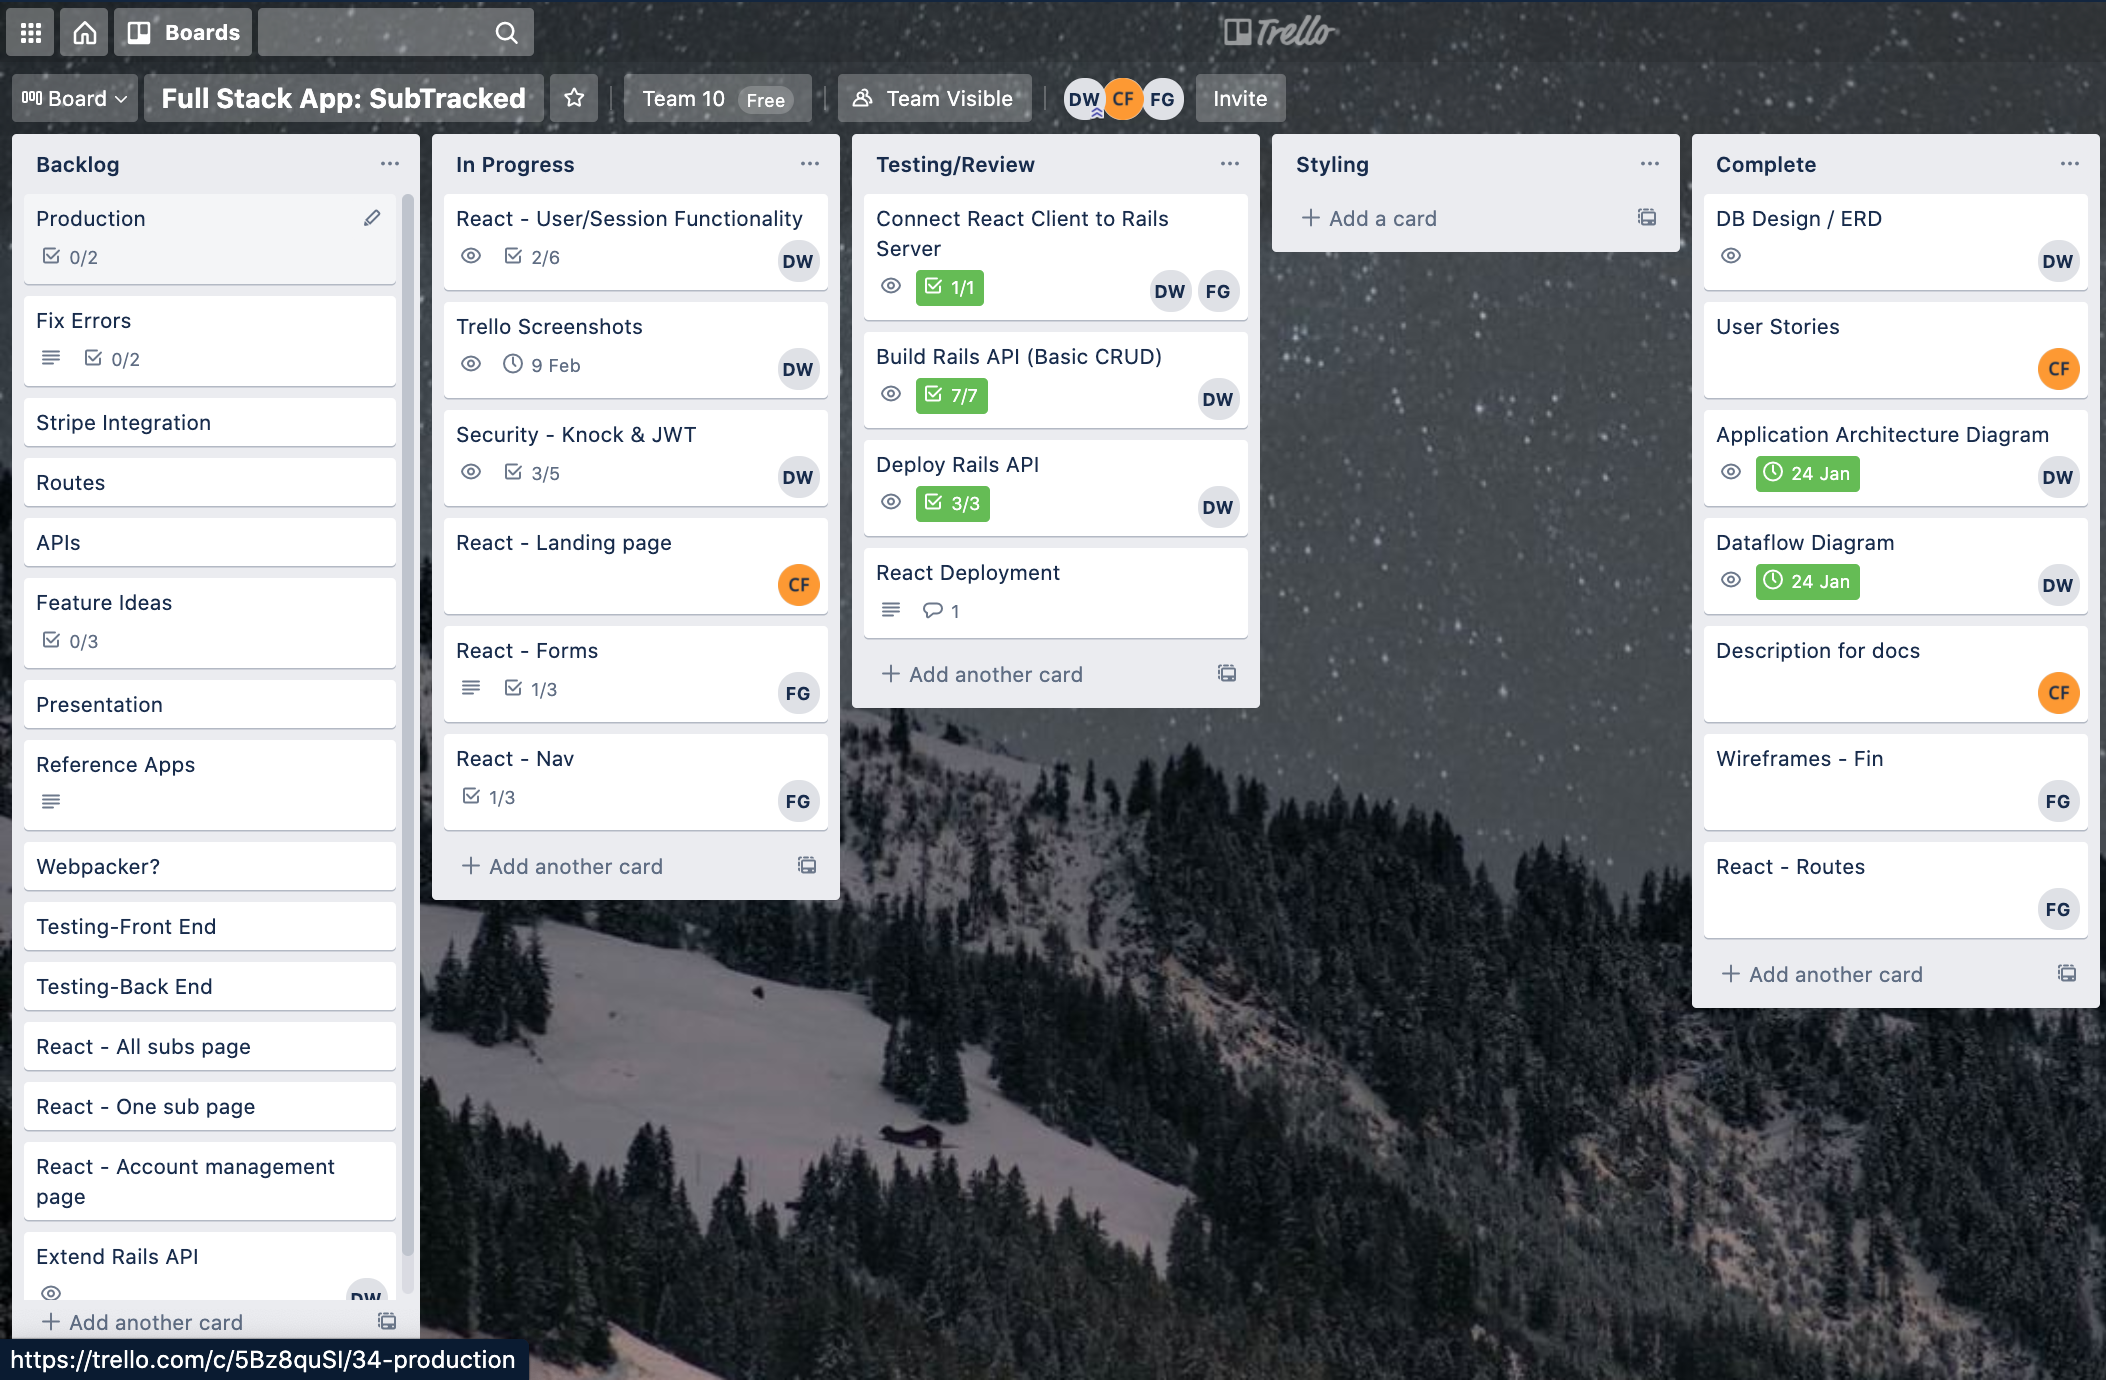 Boards
Trello
Board
Full Stack App: SubTracked
Team 10 Free
Team Visible
DW CF FG
Invite
Backlog
Production
0/2
Fix Errors
0/2
Stripe Integration
Routes
APIs
Feature Ideas
0/3
Presentation
Reference Apps
Webpacker?
Testing-Front End
Testing-Back End
React - All subs page
React - One sub page
React - Account management
page
Extend Rails API
DW
+ Add another card
In Progress
React - User/Session Functionality
2/6
DW
Trello Screenshots
9 Feb
DW
Security - Knock & JWT
3/5
DW
React - Landing page
CF
React - Forms
1/3
FG
React - Nav
1/3
FG
+ Add another card
Testing/Review
Connect React Client to Rails
Server
1/1
DW FG
Build Rails API (Basic CRUD)
7/7
DW
Deploy Rails API
3/3
DW
React Deployment
1
+ Add another card
Styling
+ Add a card
Complete
DB Design / ERD
DW
User Stories
CF
Application Architecture Diagram
24 Jan
DW
Dataflow Diagram
24 Jan
DW
Description for docs
CF
Wireframes - Fin
FG
React - Routes
FG
+ Add another card
https://trello.com/c/5Bz8quSI/34-production